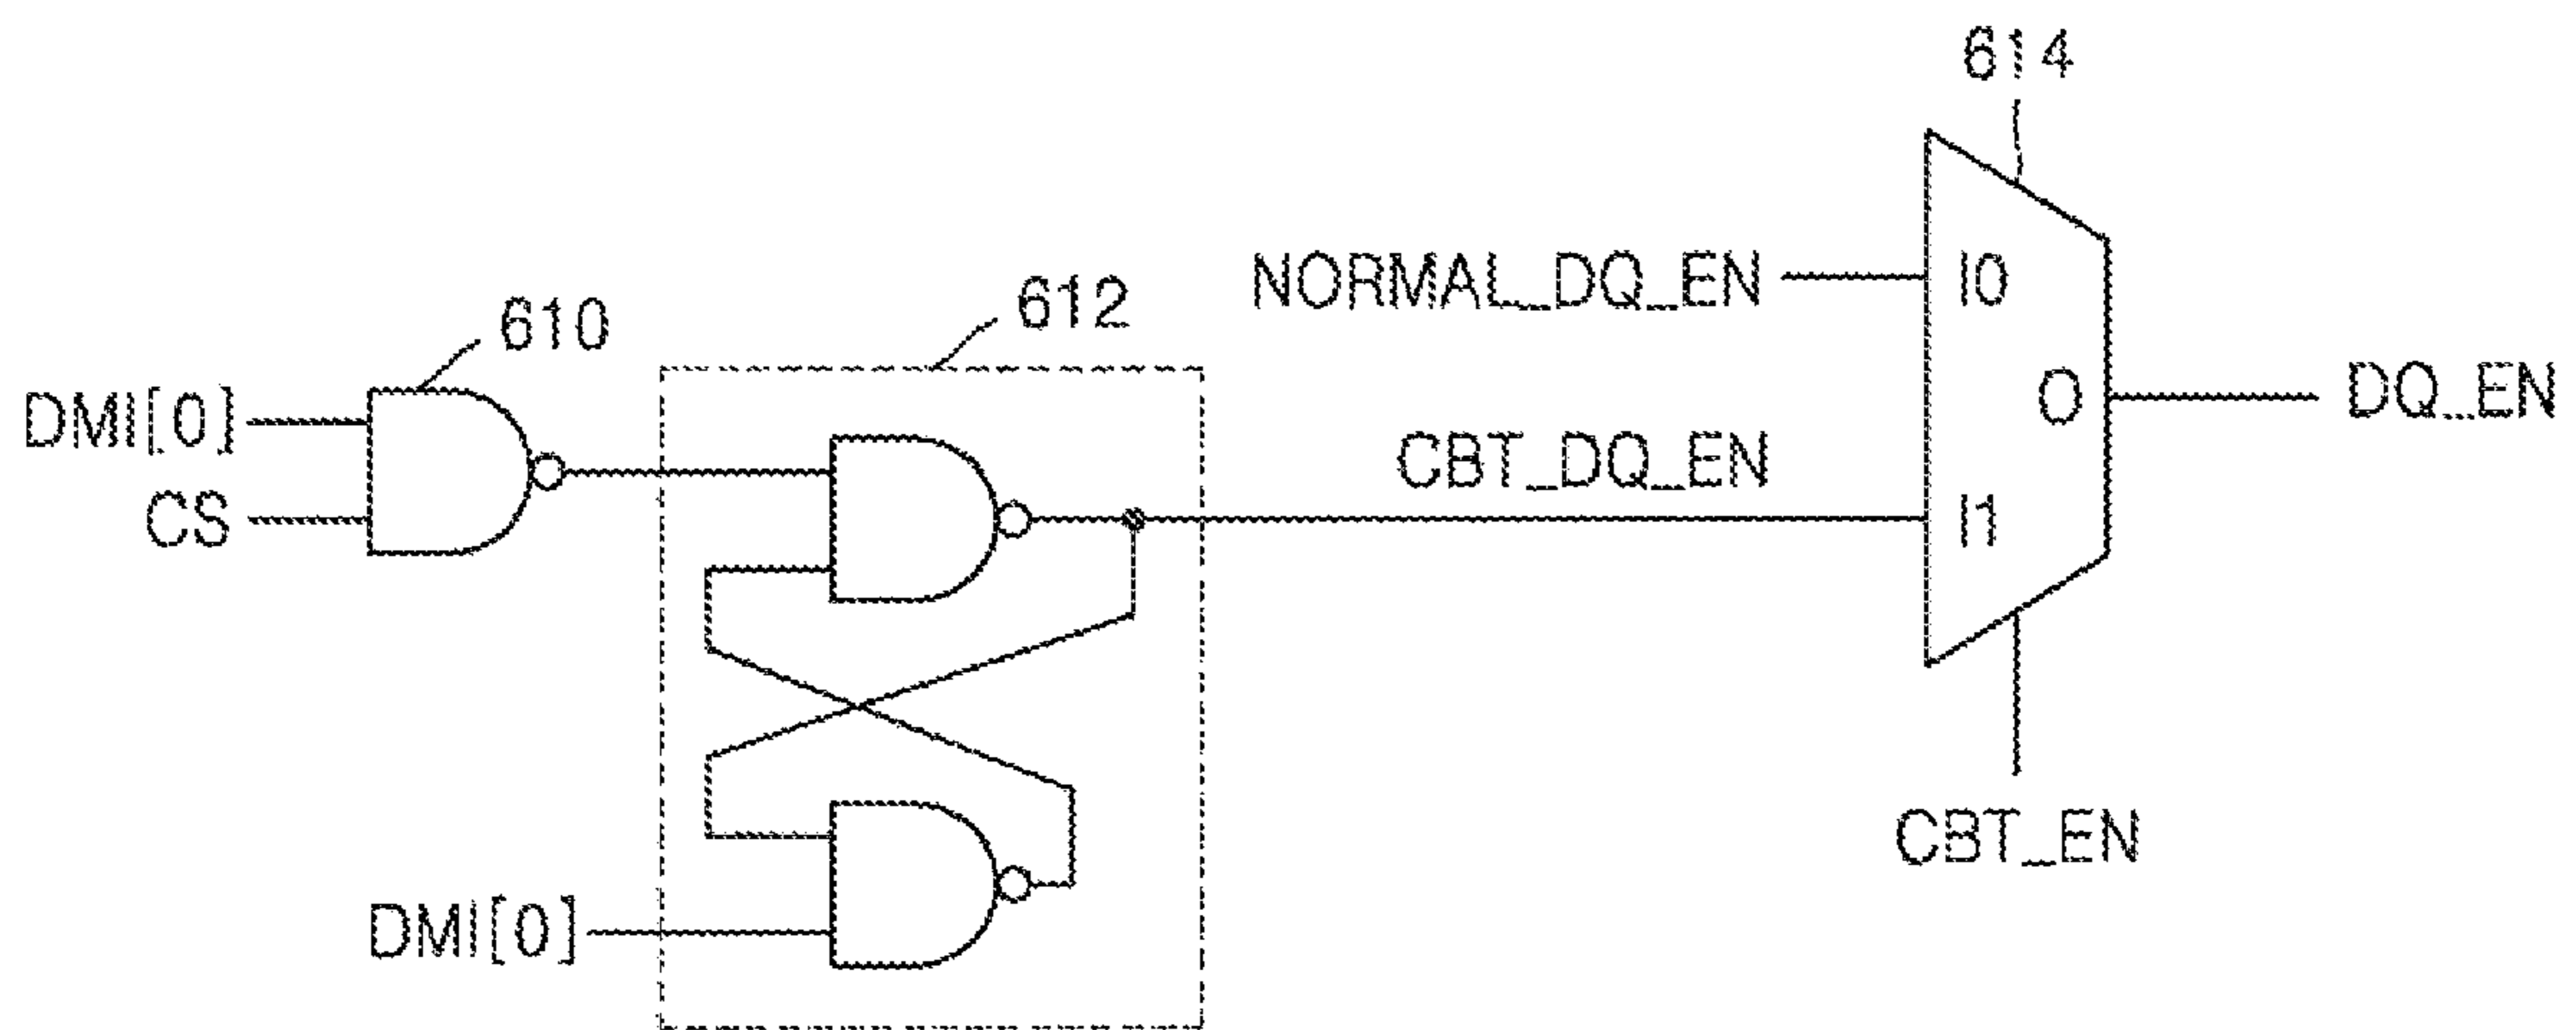 614
NORMAL_DQ_EN
I0
610
612
DMI[0]
CS
CBT_DQ_EN
I1
O
DQ_EN
CBT_EN
DMI[0]